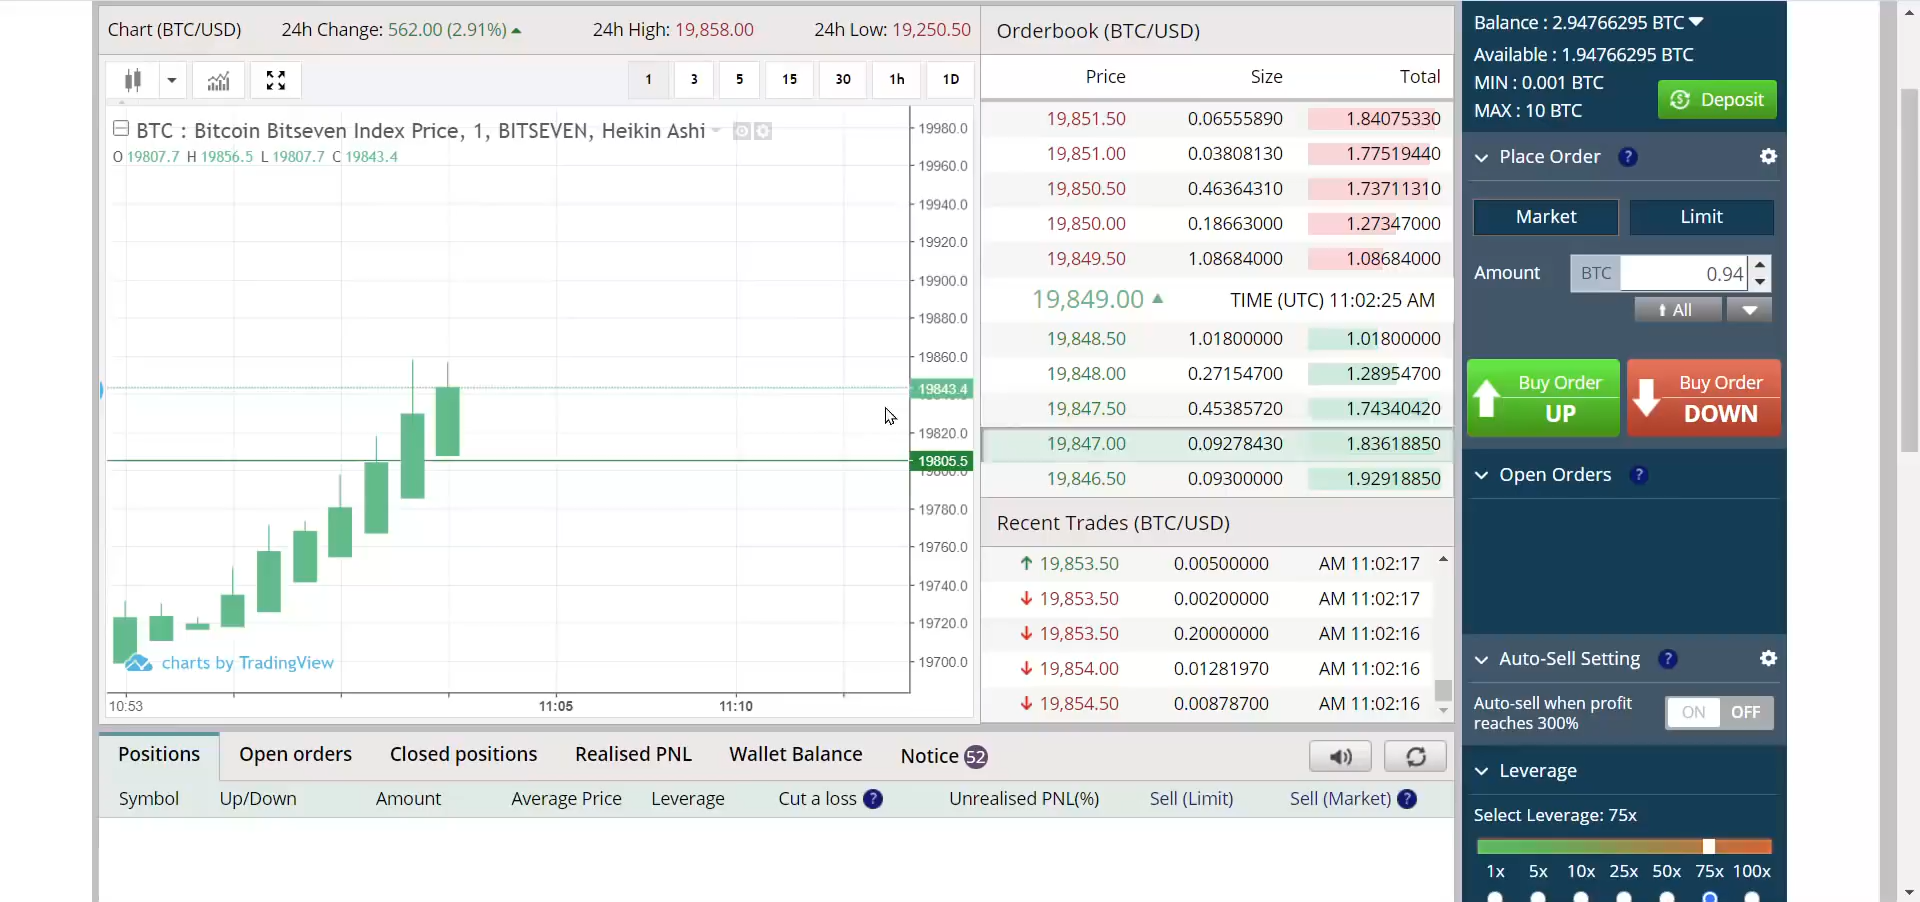 Chart (BTC/USD) 24h Change: 562.00 (2.91%) 24h High: 19,858.00 24h Low: 19,250.50
1 3 5 15 30 1h 1D
BTC : Bitcoin Bitseven Index Price, 1, BITSEVEN, Heikin Ashi
O 19807.7 H 19856.5 L 19807.7 C 19843.4
19980.0
19960.0
19940.0
19920.0
19900.0
19880.0
19860.0
19843.4
19820.0
19805.5
19780.0
19760.0
19740.0
19720.0
19700.0
charts by TradingView
10:53 11:05 11:10
Orderbook (BTC/USD)
Price Size Total
19,851.50 0.06555890 1.84075330
19,851.00 0.03808130 1.77519440
19,850.50 0.46364310 1.73711310
19,850.00 0.18663000 1.27347000
19,849.50 1.08684000 1.08684000
19,849.00 TIME (UTC) 11:02:25 AM
19,848.50 1.01800000 1.01800000
19,848.00 0.27154700 1.28954700
19,847.50 0.45385720 1.74340420
19,847.00 0.09278430 1.83618850
19,846.50 0.09300000 1.92918850
Recent Trades (BTC/USD)
19,853.50 0.00500000 AM 11:02:17
19,853.50 0.00200000 AM 11:02:17
19,853.50 0.20000000 AM 11:02:16
19,854.00 0.01281970 AM 11:02:16
19,854.50 0.00878700 AM 11:02:16
Positions Open orders Closed positions Realised PNL Wallet Balance Notice 52
Symbol Up/Down Amount Average Price Leverage Cut a loss ? Unrealised PNL(%) Sell (Limit) Sell (Market) ?
Balance : 2.94766295 BTC
Available : 1.94766295 BTC
MIN : 0.001 BTC
MAX : 10 BTC
Deposit
Place Order ?
Market Limit
Amount BTC 0.94
All
Buy Order
UP
Buy Order
DOWN
Open Orders ?
Auto-Sell Setting ?
Auto-sell when profit
reaches 300%
ON OFF
Leverage
Select Leverage: 75x
1x 5x 10x 25x 50x 75x 100x